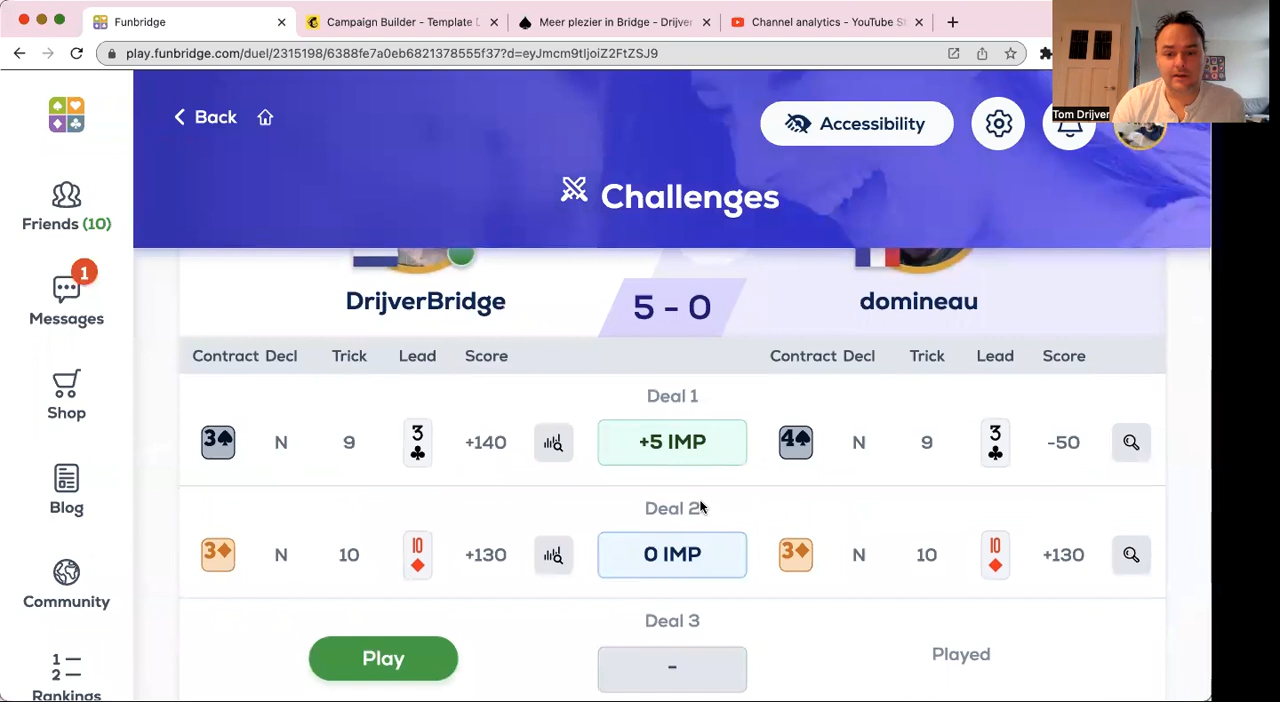 Funbridge
Campaign Builder - Template D
Meer plezier in Bridge - Drijver
Channel analytics - YouTube St
play.funbridge.com/duel/2315198/6388fe7a0eb6821378555f37?d=eyJmcm9tIjoiZ2FtZSJ9
Tom Drijver
Back
Accessibility
Challenges
Friends (10)
1
Messages
Shop
Blog
Community
1
2
Rankings
DrijverBridge
5 - 0
domineau
Contract Decl Trick Lead Score
Contract Decl Trick Lead Score
Deal 1
3♠ N 9 3♣ +140 +5 IMP 4♠ N 9 3♣ -50
Deal 2
3♦ N 10 10♦ +130 0 IMP 3♦ N 10 10♦ +130
Deal 3
Play - Played